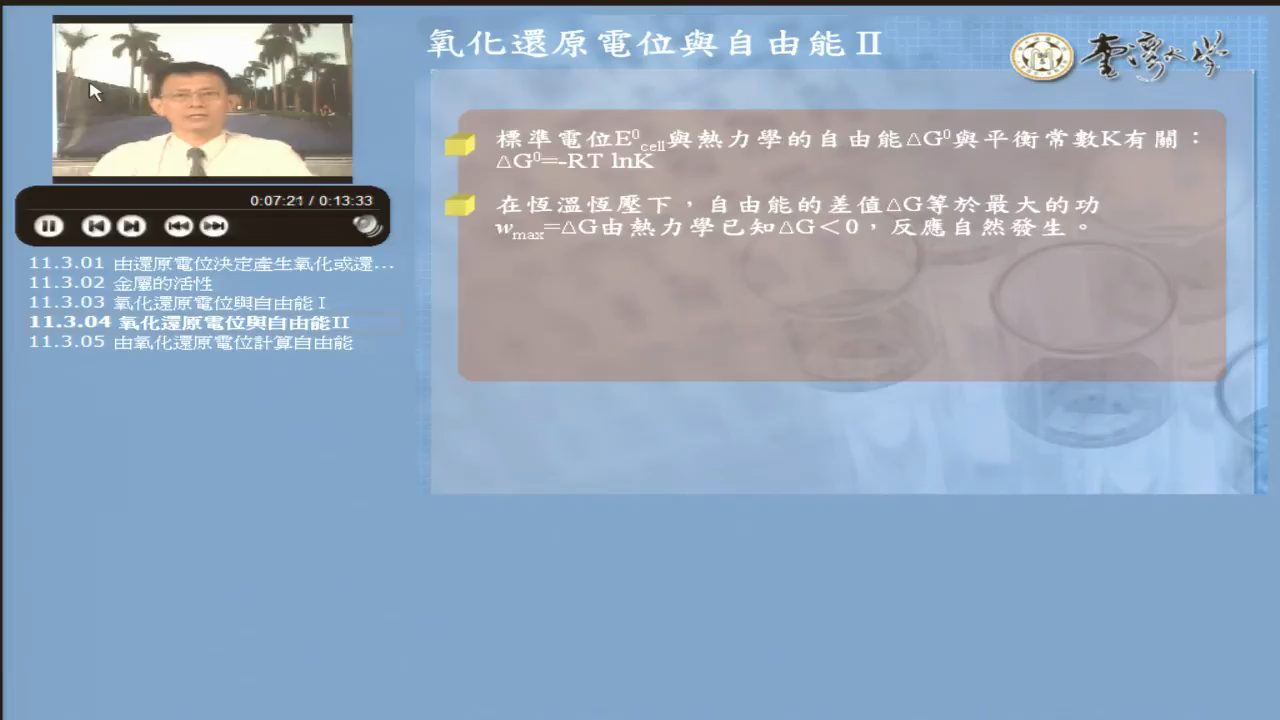 氧化還原電位與自由能Ⅱ
臺灣大學
標準電位E⁰cell與熱力學的自由能△G⁰與平衡常數K有關：
△G⁰=-RT lnK
在恆溫恆壓下，自由能的差值△G等於最大的功
wmax=△G由熱力學已知△G＜0，反應自然發生。
0:07:21 / 0:13:33
11.3.01 由還原電位決定產生氧化或還...
11.3.02 金屬的活性
11.3.03 氧化還原電位與自由能Ⅰ
11.3.04 氧化還原電位與自由能II
11.3.05 由氧化還原電位計算自由能